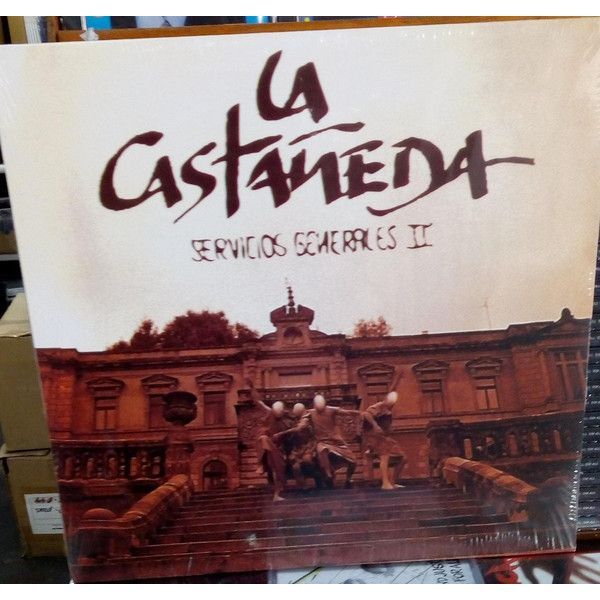 LA
CASTAÑEDA
SERVICIOS GENERALES II